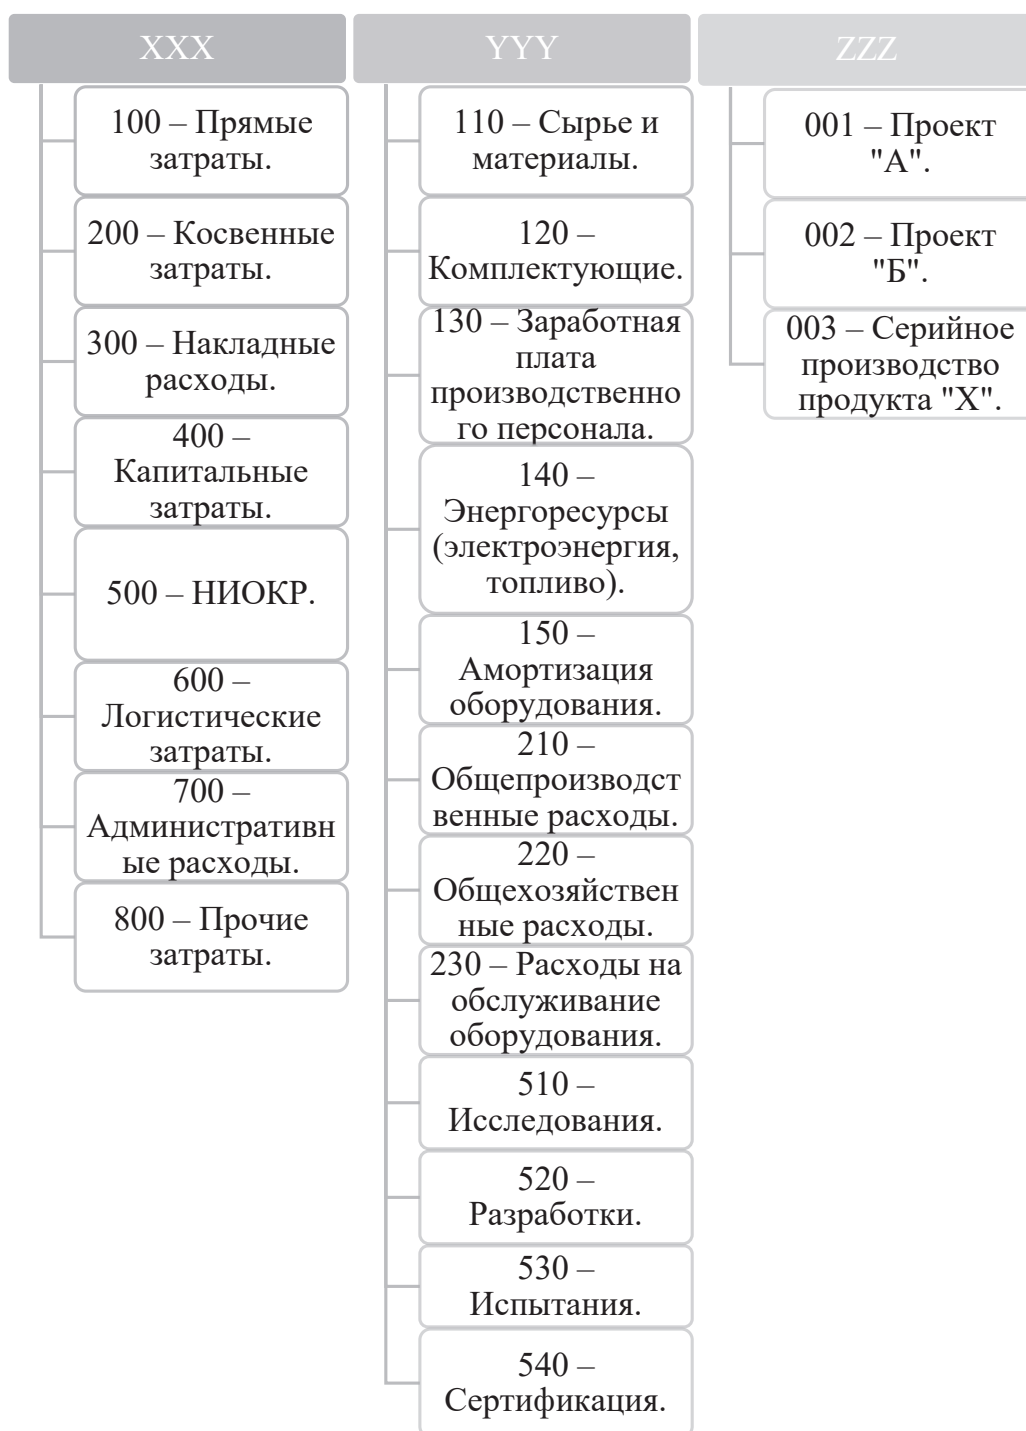 XXX
100 – Прямые
затраты.
200 – Косвенные
затраты.
300 – Накладные
расходы.
400 –
Капитальные
затраты.
500 – НИОКР.
600 –
Логистические
затраты.
700 –
Административн
ые расходы.
800 – Прочие
затраты.
YYY
110 – Сырье и
материалы.
120 –
Комплектующие.
130 – Заработная
плата
производственно
го персонала.
140 –
Энергоресурсы
(электроэнергия,
топливо).
150 –
Амортизация
оборудования.
210 –
Общепроизводст
венные расходы.
220 –
Общехозяйствен
ные расходы.
230 – Расходы на
обслуживание
оборудования.
510 –
Исследования.
520 –
Разработки.
530 –
Испытания.
540 –
Сертификация.
ZZZ
001 – Проект
"А".
002 – Проект
"Б".
003 – Серийное
производство
продукта "Х".